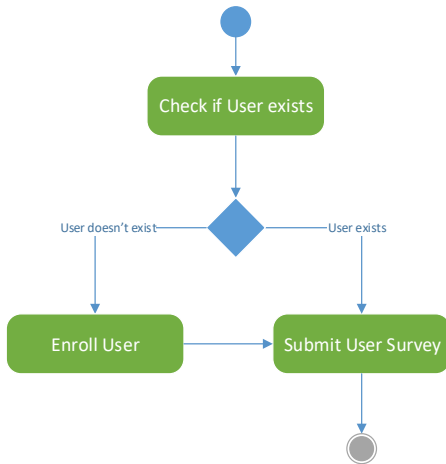 Check if User exists
User doesn't exist
User exists
Enroll User
Submit User Survey